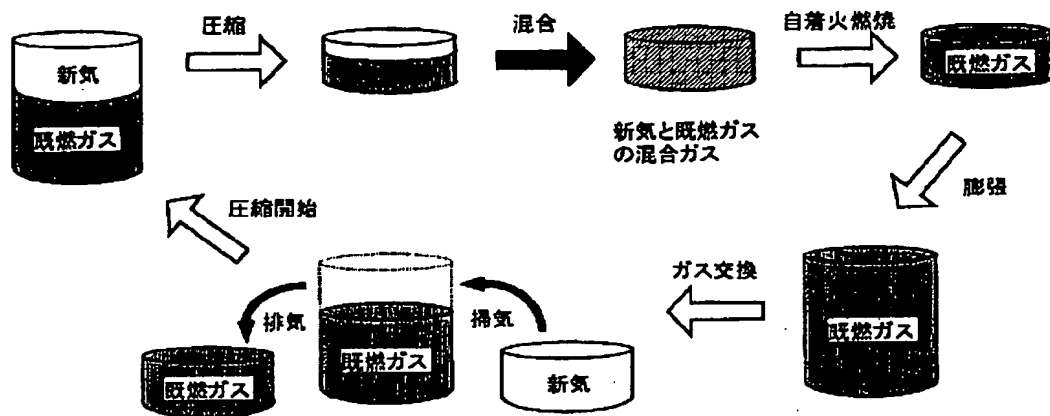 圧縮
混合
自着火燃焼
新気
既燃ガス
既燃ガス
新気と既燃ガス
の混合ガス
膨張
圧縮開始
ガス交換
排気
掃気
既燃ガス
既燃ガス
既燃ガス
新気